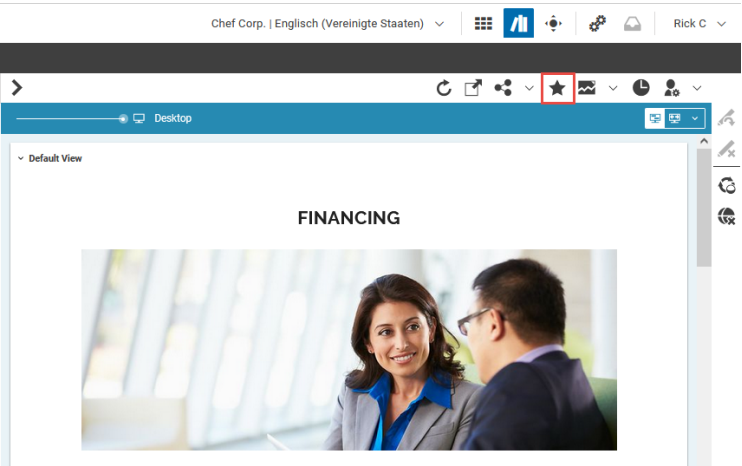 Chef Corp. | Englisch (Vereinigte Staaten)
Rick C
Desktop
Default View
FINANCING